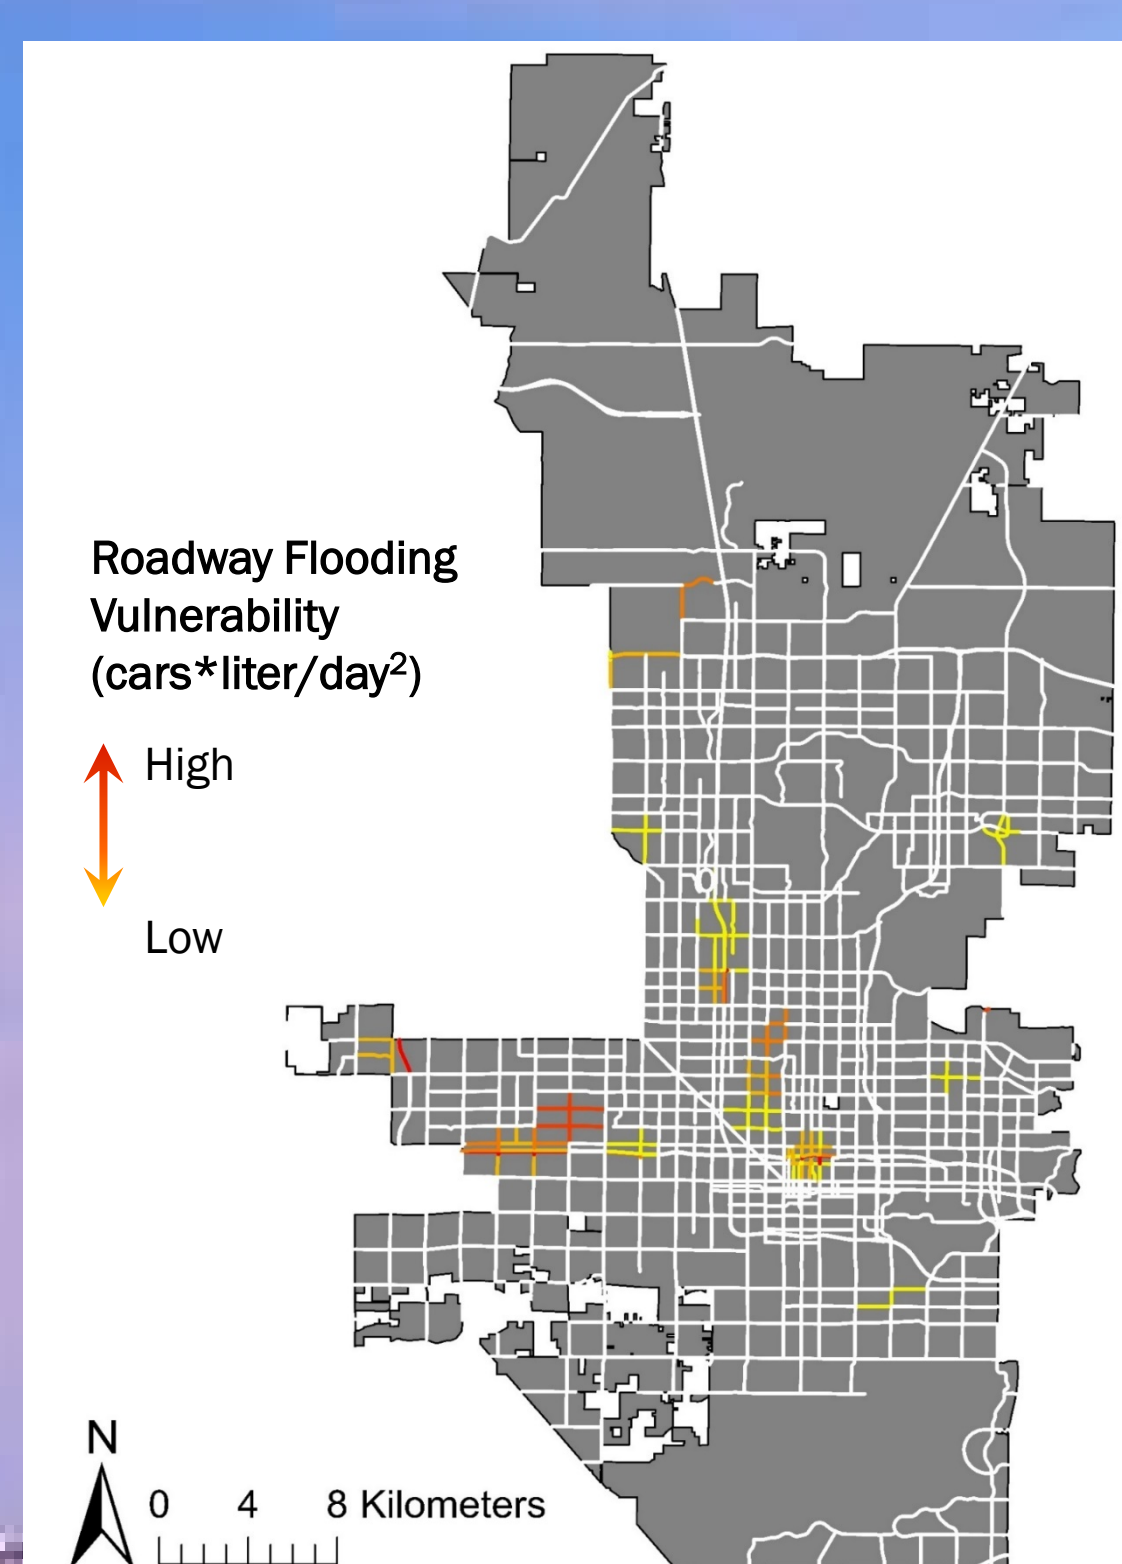 Roadway Flooding
Vulnerability
(cars*liter/day²)
High
Low
N
0 4 8 Kilometers